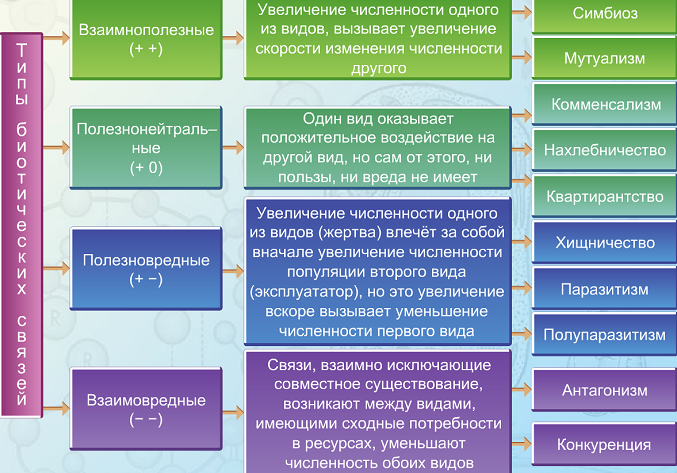 Типы биотических связей
Взаимнополезные
(+ +)
Увеличение численности одного
из видов, вызывает увеличение
скорости изменения численности
другого
Симбиоз
Мутуализм
Полезнонейтраль–
ные
(+ 0)
Один вид оказывает
положительное воздействие на
другой вид, но сам от этого, ни
пользы, ни вреда не имеет
Комменсализм
Нахлебничество
Квартирантство
Полезновредные
(+ −)
Увеличение численности одного
из видов (жертва) влечёт за собой
вначале увеличение численности
популяции второго вида
(эксплуататор), но это увеличение
вскоре вызывает уменьшение
численности первого вида
Хищничество
Паразитизм
Полупаразитизм
Взаимовредные
(− −)
Связи, взаимно исключающие
совместное существование,
возникают между видами,
имеющими сходные потребности
в ресурсах, уменьшают
численность обоих видов
Антагонизм
Конкуренция